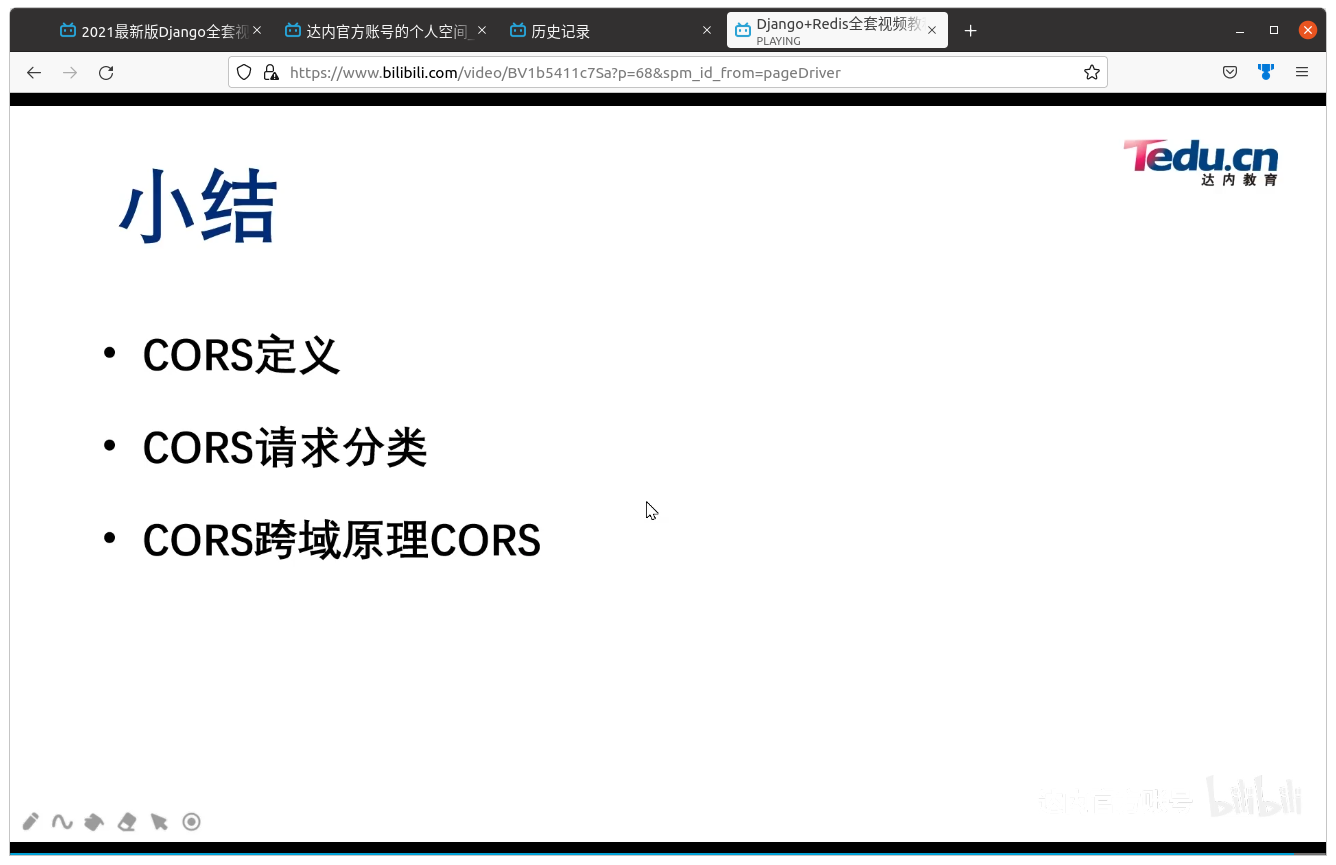 2021最新版Django全套视
达内官方账号的个人空间_
历史记录
Django+Redis全套视频教
PLAYING
https://www.bilibili.com/video/BV1b5411c7Sa?p=68&spm_id_from=pageDriver
Tedu.cn
达内教育
小结
• CORS定义
• CORS请求分类
• CORS跨域原理CORS
bilibili